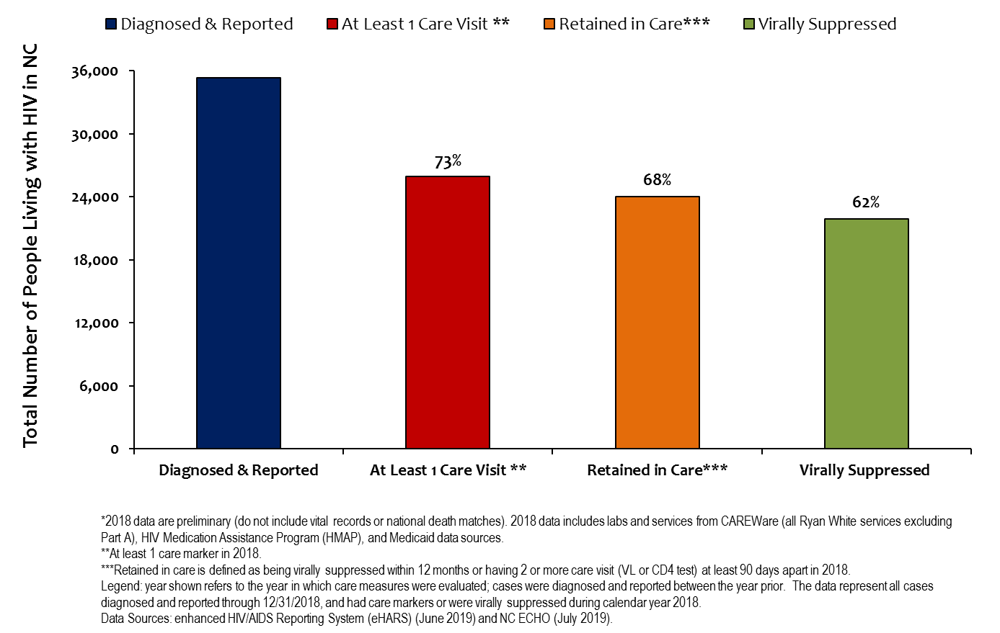 Diagnosed & Reported At Least 1 Care Visit ** Retained in Care*** Virally Suppressed
Total Number of People Living with HIV in NC
36,000
30,000
24,000
18,000
12,000
6,000
0
73%
68%
62%
Diagnosed & Reported At Least 1 Care Visit ** Retained in Care*** Virally Suppressed
*2018 data are preliminary (do not include vital records or national death matches). 2018 data includes labs and services from CAREWare (all Ryan White services excluding
Part A), HIV Medication Assistance Program (HMAP), and Medicaid data sources.
**At least 1 care marker in 2018.
***Retained in care is defined as being virally suppressed within 12 months or having 2 or more care visit (VL or CD4 test) at least 90 days apart in 2018.
Legend: year shown refers to the year in which care measures were evaluated; cases were diagnosed and reported between the year prior. The data represent all cases
diagnosed and reported through 12/31/2018, and had care markers or were virally suppressed during calendar year 2018.
Data Sources: enhanced HIV/AIDS Reporting System (eHARS) (June 2019) and NC ECHO (July 2019).